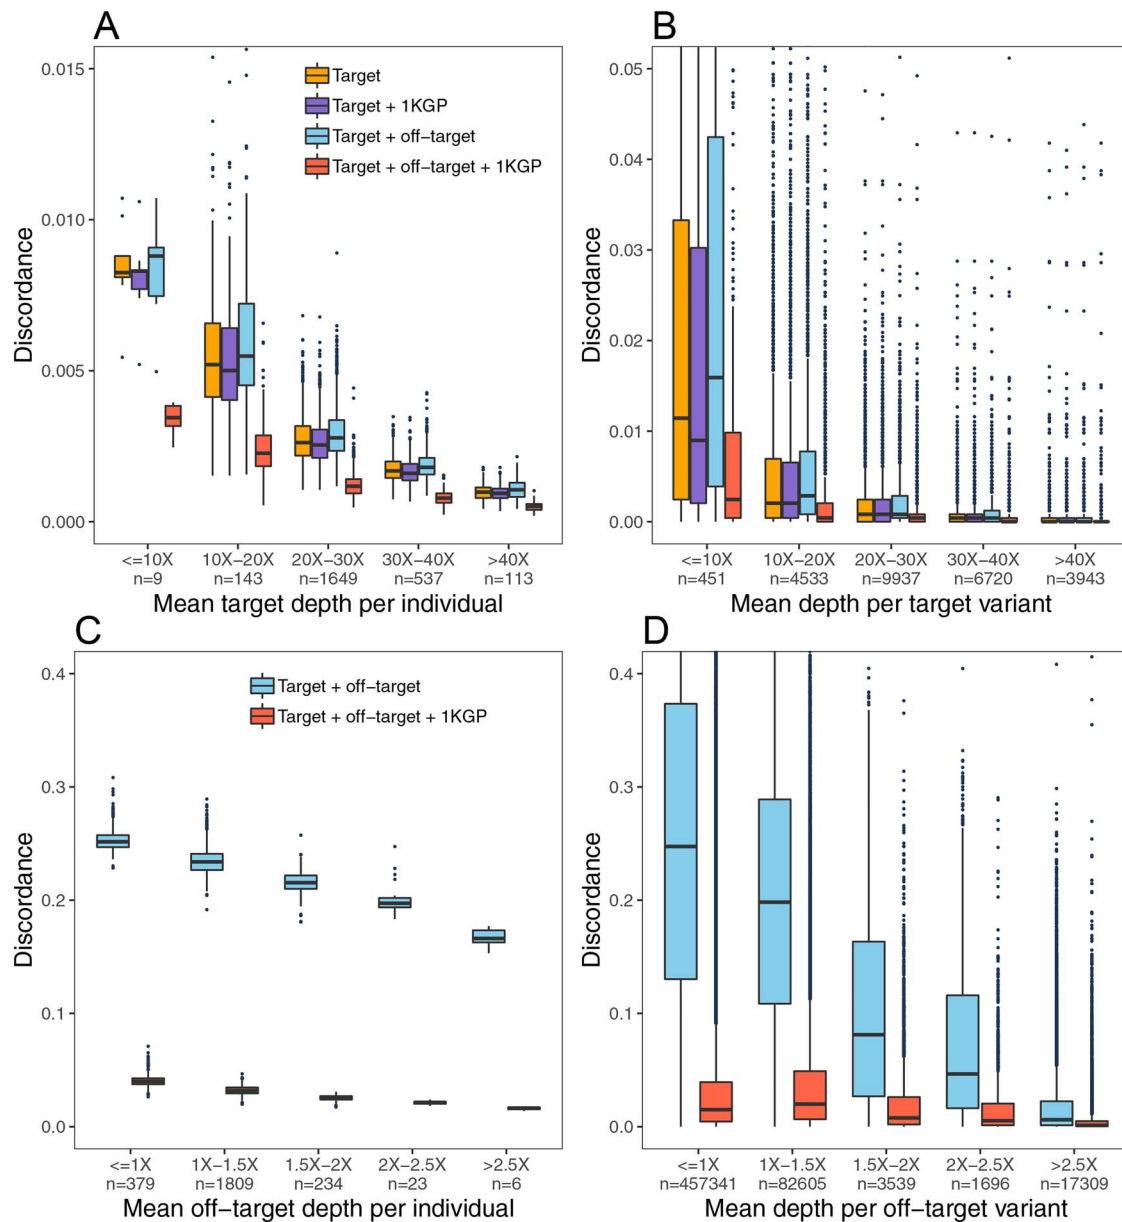 A
Discordance
0.015
0.010
0.005
0.000
Target
Target + 1KGP
Target + off−target
Target + off−target + 1KGP
<=10X
n=9
10X−20X
n=143
20X−30X
n=1649
30X−40X
n=537
>40X
n=113
Mean target depth per individual
B
Discordance
0.05
0.04
0.03
0.02
0.01
0.00
<=10X
n=451
10X−20X
n=4533
20X−30X
n=9937
30X−40X
n=6720
>40X
n=3943
Mean depth per target variant
C
Discordance
0.4
0.3
0.2
0.1
0.0
Target + off−target
Target + off−target + 1KGP
<=1X
n=379
1X−1.5X
n=1809
1.5X−2X
n=234
2X−2.5X
n=23
>2.5X
n=6
Mean off−target depth per individual
D
Discordance
0.4
0.3
0.2
0.1
0.0
<=1X
n=457341
1X−1.5X
n=82605
1.5X−2X
n=3539
2X−2.5X
n=1696
>2.5X
n=17309
Mean depth per off−target variant